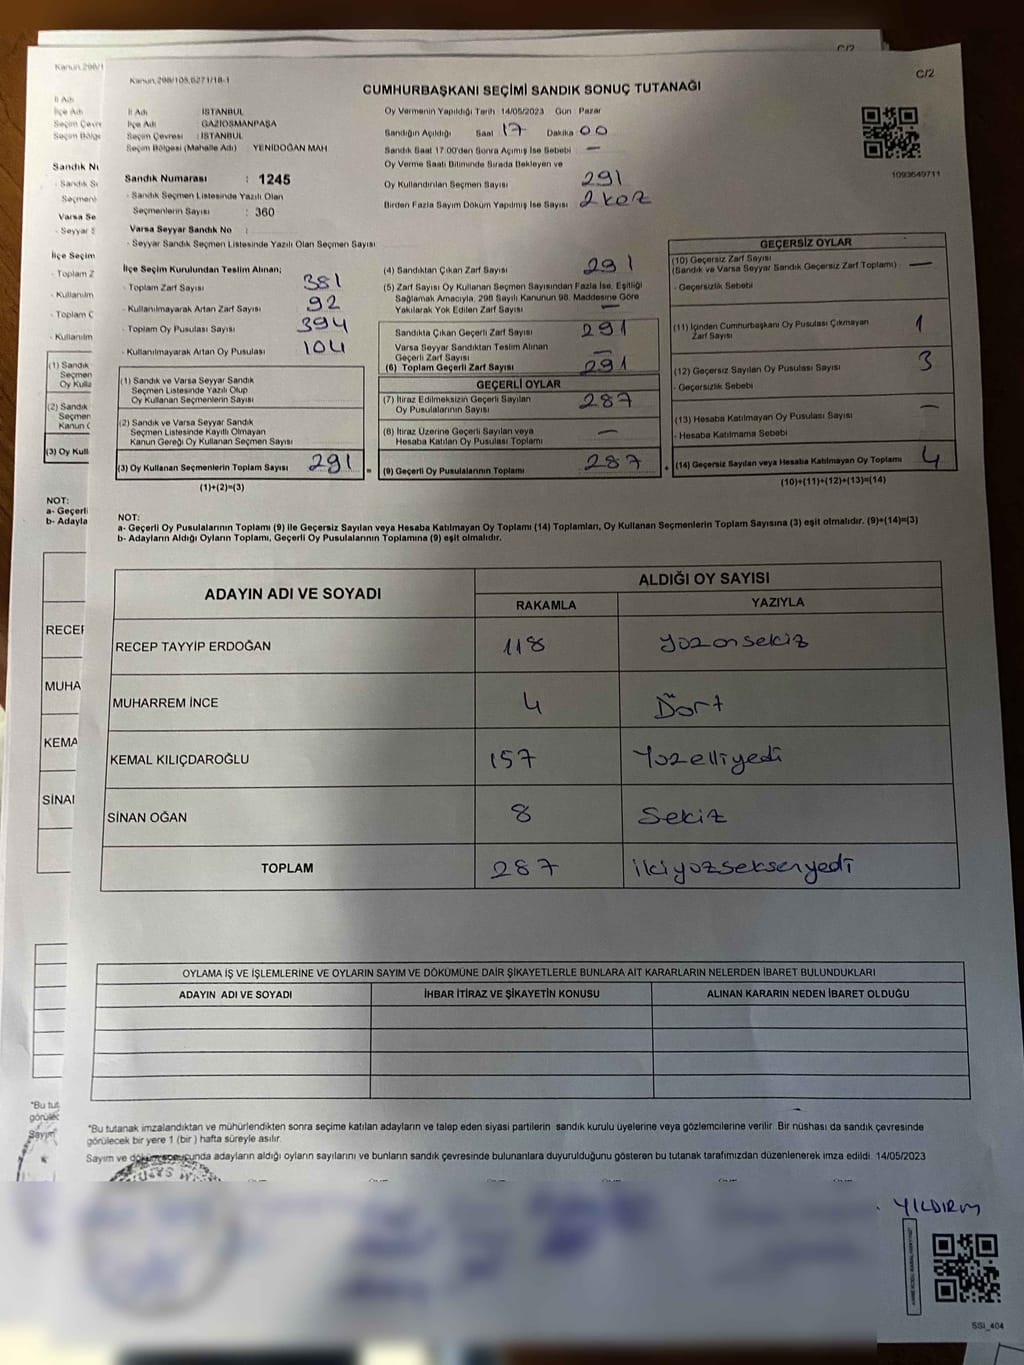 Kanun.298/105,6271/18-1
C/2
C/2
Kanun.298/1
CUMHURBAŞKANI SEÇİMİ SANDIK SONUÇ TUTANAĞI
İl Adı İSTANBUL
İlçe Adı GAZİOSMANPAŞA
Seçim Çevresi : İSTANBUL
Seçim Bölgesi (Mahalle Adı) YENİDOĞAN MAH
Sandık Numarası : 1245
- Sandık Seçmen Listesinde Yazılı Olan
Seçmenlerin Sayısı : 360
Varsa Seyyar Sandık No :
- Seyyar Sandık Seçmen Listesinde Yazılı Olan Seçmen Sayısı
Oy Vermenin Yapıldığı Tarih : 14/05/2023 Gün : Pazar
Sandığın Açıldığı Saat 17 Dakika 00
Sandık Saat 17:00'den Sonra Açımış İse Sebebi —
Oy Verme Saati Bitiminde Sırada Bekleyen ve
Oy Kullandırılan Seçmen Sayısı 291
Birden Fazla Sayım Döküm Yapılmış İse Sayısı 2 kez
1093649711
İlçe Seçim Kurulundan Teslim Alınan;
- Toplam Zarf Sayısı 381
- Kullanılmayarak Artan Zarf Sayısı 92
- Toplam Oy Pusulası Sayısı 394
- Kullanılmayarak Artan Oy Pusulası 104
(1) Sandık ve Varsa Seyyar Sandık
Seçmen Listesinde Yazılı Olup
Oy Kullanan Seçmenlerin Sayısı
(2) Sandık ve Varsa Seyyar Sandık
Seçmen Listesinde Kayıtlı Olmayan
Kanun Gereği Oy Kullanan Seçmen Sayısı
(3) Oy Kullanan Seçmenlerin Toplam Sayısı 291 =
(1)+(2)=(3)
(4) Sandıktan Çıkan Zarf Sayısı 291
(5) Zarf Sayısı Oy Kullanan Seçmen Sayısından Fazla İse, Eşitliği
Sağlamak Amacıyla, 298 Sayılı Kanunun 98. Maddesine Göre
Yakılarak Yok Edilen Zarf Sayısı —
Sandıkta Çıkan Geçerli Zarf Sayısı 291
Varsa Seyyar Sandıktan Teslim Alınan
Geçerli Zarf Sayısı —
(6) Toplam Geçerli Zarf Sayısı 291
GEÇERLİ OYLAR
(7) İtiraz Edilmeksizin Geçerli Sayılan
Oy Pusulalarının Sayısı 287
(8) İtiraz Üzerine Geçerli Sayılan veya
Hesaba Katılan Oy Pusulası Toplamı —
(9) Geçerli Oy Pusulalarının Toplamı 287 +
GEÇERSİZ OYLAR
(10) Geçersiz Zarf Sayısı
(Sandık ve Varsa Seyyar Sandık Geçersiz Zarf Toplamı) —
- Geçersizlik Sebebi
(11) İçinden Cumhurbaşkanı Oy Pusulası Çıkmayan
Zarf Sayısı 1
(12) Geçersiz Sayılan Oy Pusulası Sayısı 3
- Geçersizlik Sebebi
(13) Hesaba Katılmayan Oy Pusulası Sayısı —
- Hesaba Katılmama Sebebi
(14) Geçersiz Sayılan veya Hesaba Katılmayan Oy Toplamı 4
(10)+(11)+(12)+(13)=(14)
NOT:
a- Geçerli Oy Pusulalarının Toplamı (9) ile Geçersiz Sayılan veya Hesaba Katılmayan Oy Toplamı (14) Toplamları, Oy Kullanan Seçmenlerin Toplam Sayısına (3) eşit olmalıdır. (9)+(14)=(3)
b- Adayların Aldığı Oyların Toplamı, Geçerli Oy Pusulalarının Toplamına (9) eşit olmalıdır.
ADAYIN ADI VE SOYADI
ALDIĞI OY SAYISI
RAKAMLA YAZIYLA
RECEP TAYYİP ERDOĞAN 118 yüzonsekiz
MUHARREM İNCE 4 Dört
KEMAL KILIÇDAROĞLU 157 Yüzelliyedi
SİNAN OĞAN 8 Sekiz
TOPLAM 287 ikiyüzseksenyedi
OYLAMA İŞ VE İŞLEMLERİNE VE OYLARIN SAYIM VE DÖKÜMÜNE DAİR ŞİKAYETLERLE BUNLARA AİT KARARLARIN NELERDEN İBARET BULUNDUKLARI
ADAYIN ADI VE SOYADI İHBAR İTİRAZ VE ŞİKAYETİN KONUSU ALINAN KARARIN NEDEN İBARET OLDUĞU
"Bu tutanak imzalandıktan ve mühürlendikten sonra seçime katılan adayların ve talep eden siyasi partilerin sandık kurulu üyelerine veya gözlemcilerine verilir. Bir nüshası da sandık çevresinde
görülecek bir yere 1 (bir ) hafta süreyle asılır.
Sayım ve dökümü sonucunda adayların aldığı oyların sayılarını ve bunların sandık çevresinde bulunanlara duyurulduğunu gösteren bu tutanak tarafımızdan düzenlenerek imza edildi. 14/05/2023
YILDIRIM
SSI_404